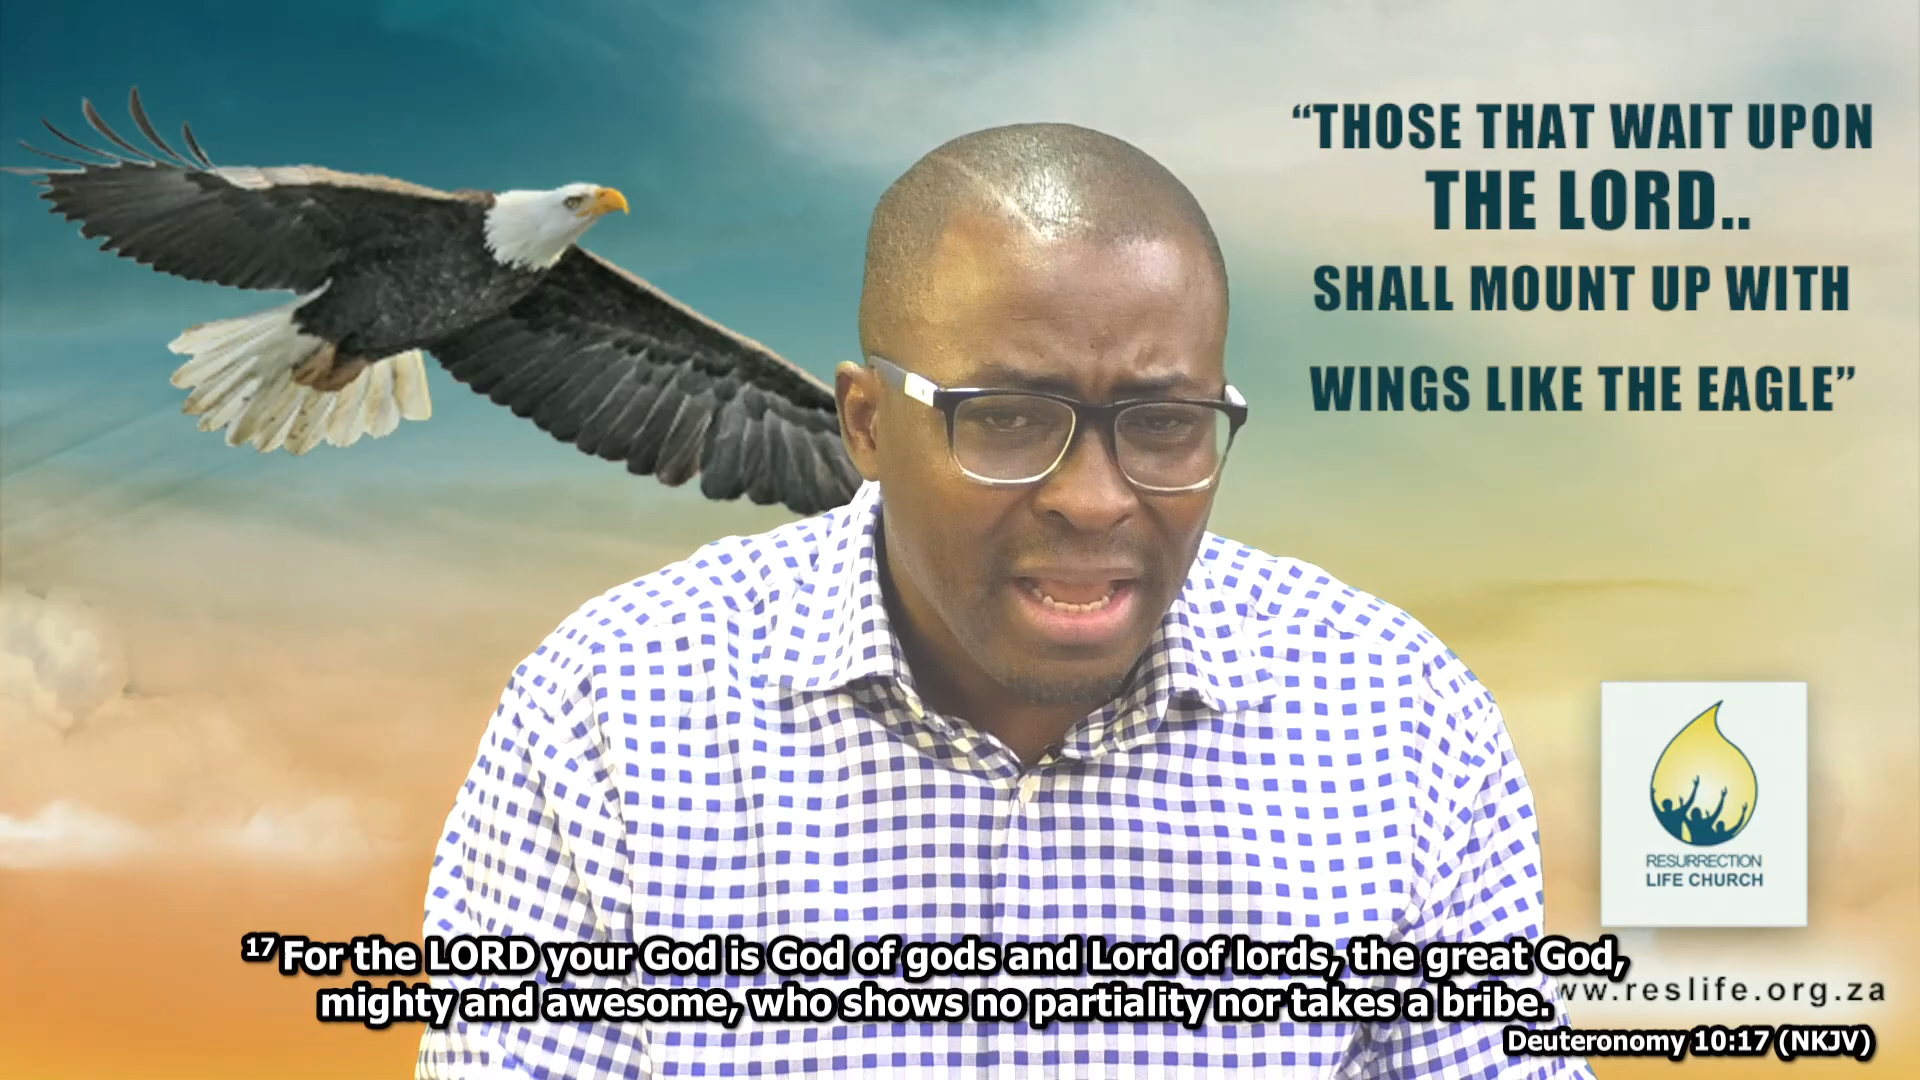 “THOSE THAT WAIT UPON
THE LORD..
SHALL MOUNT UP WITH
WINGS LIKE THE EAGLE”
RESURRECTION
LIFE CHURCH
17 For the LORD your God is God of gods and Lord of lords, the great God,
mighty and awesome, who shows no partiality nor takes a bribe.
ww.reslife.org.za
Deuteronomy 10:17 (NKJV)